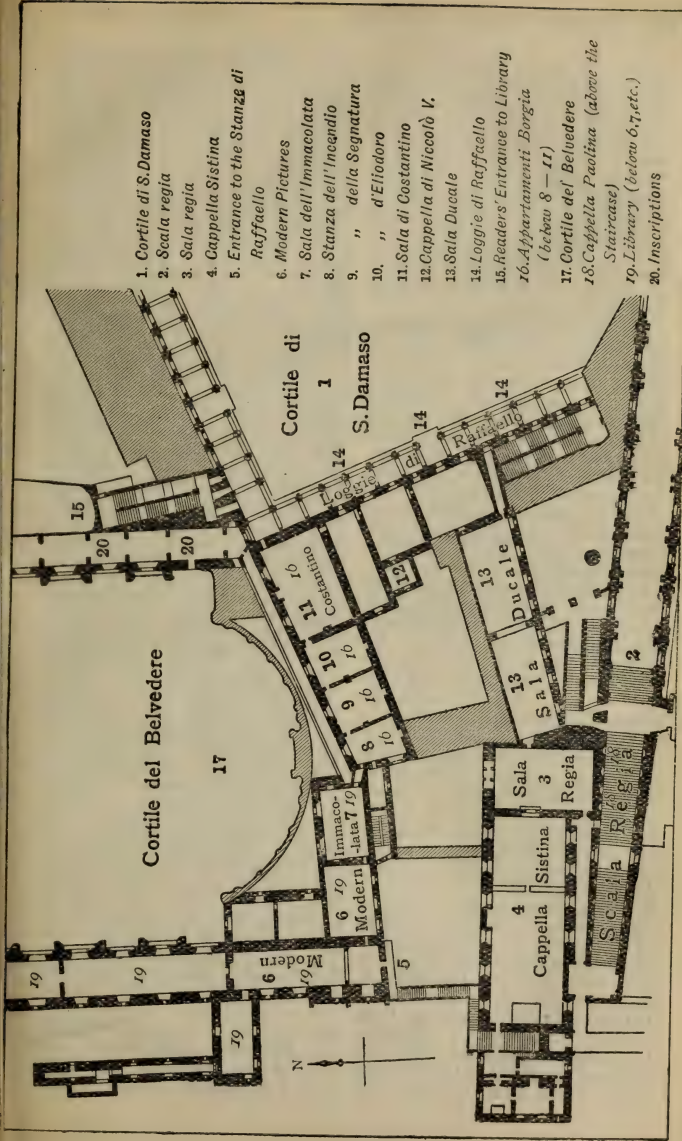 1. Cortile di S. Damaso
2. Scala regia
3. Sala regia
4. Cappella Sistina
5. Entrance to the Stanze di
Raffaello
6. Modern Pictures
7. Sala dell'Immacolata
8. Stanza dell'Incendio
9. „ della Segnatura
10. „ d'Eliodoro
11. Sala di Costantino
12. Cappella di Niccolò V.
13. Sala Ducale
14. Loggie di Raffaello
15. Readers' Entrance to Library
16. Appartamenti Borgia
(below 8 — 11)
17. Cortile del Belvedere
18. Cappella Paolina (above the
Staircase)
19. Library (below 6,7,etc.)
20. Inscriptions
15
20
20
Cortile del Belvedere
17
Cortile di
1
S. Damaso
14
14
14
Loggie di Raffaello
11 16
Costantino
10
16
9
16
8
16
12
13
Ducale
13
Sala
2
Immaco-
lata 7 19
19
6
Modern
Modern
6
19
19
19
19
5
N
Sala
3
Regia
4
Sistina
Cappella
18
Scala Regia